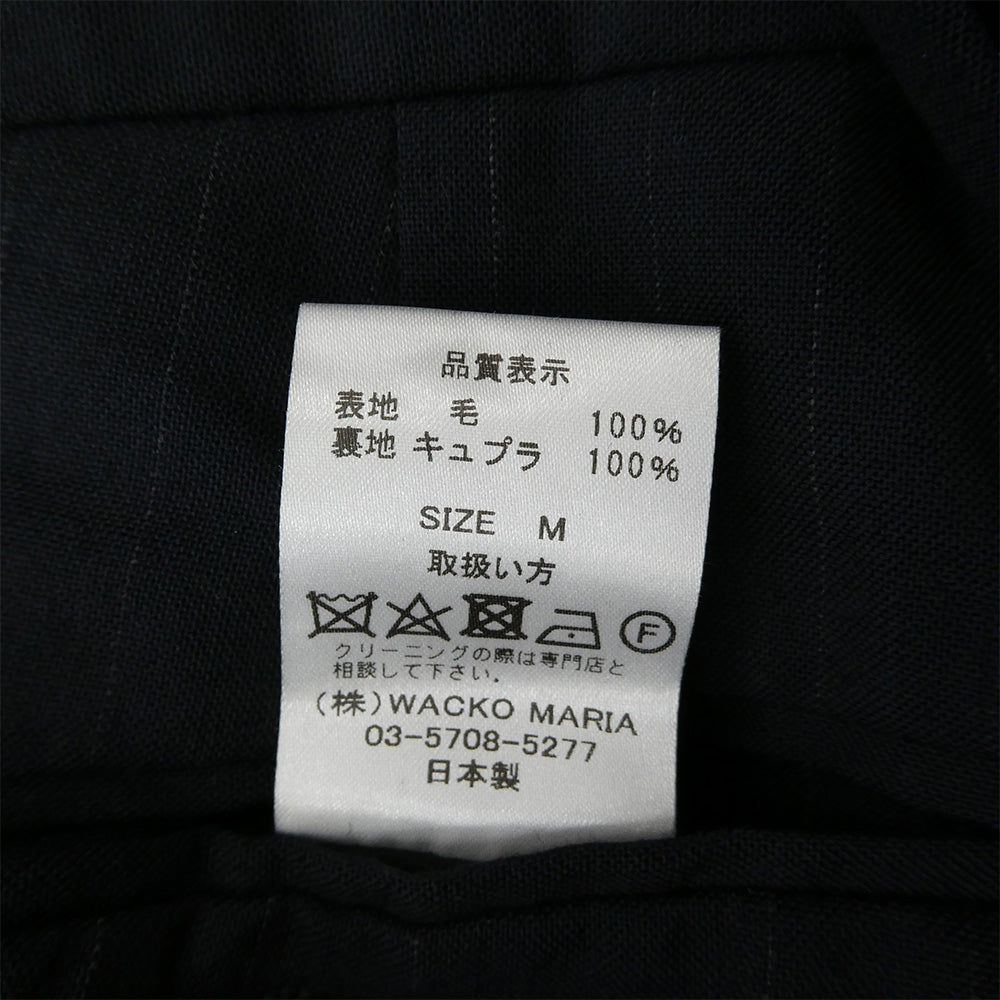 品質表示
表地 毛 100%
裏地 キュプラ 100%
SIZE M
取扱い方
F
クリーニングの際は専門店と
相談して下さい.
(株)WACKO MARIA
03-5708-5277
日本製